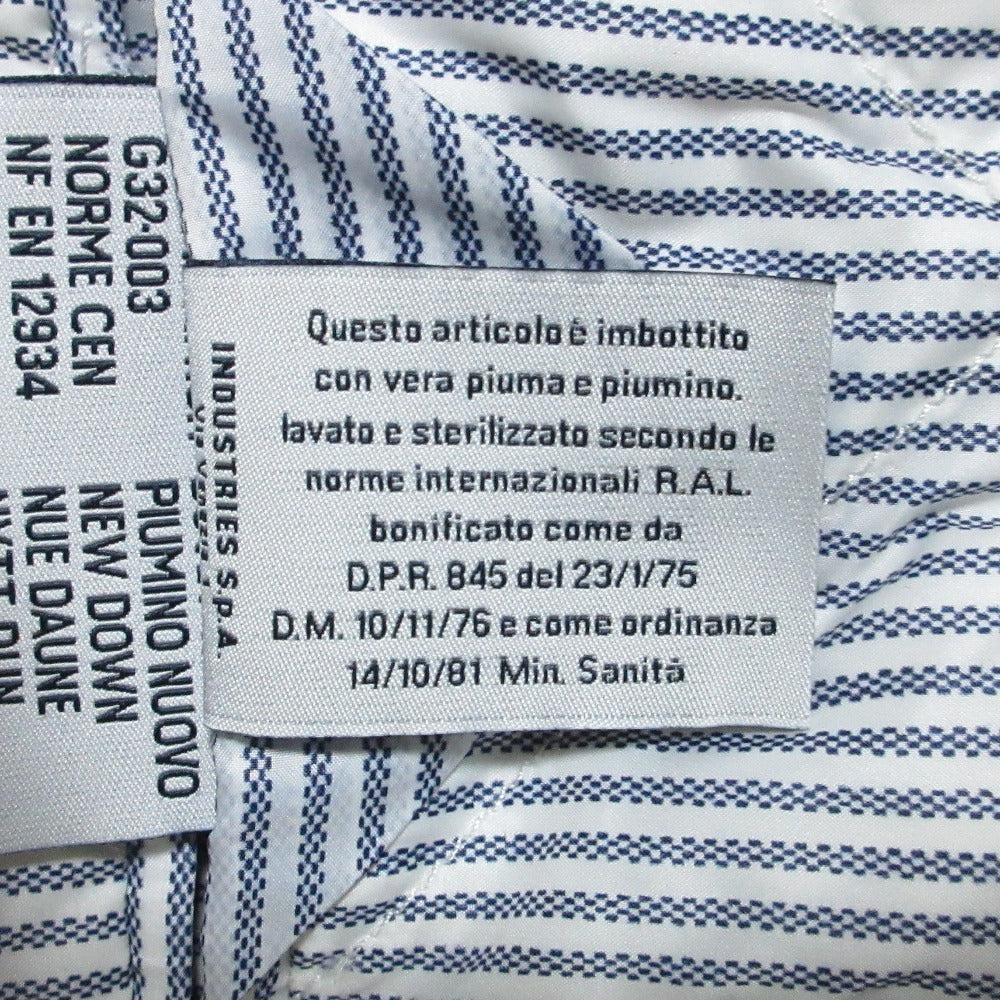 G32-003
NORME CEN
NF EN 12934
PIUMINO NUOVO
NEW DOWN
NUE DAUNE
INDUSTRIES S.p.A.
Questo articolo è imbottito
con vera piuma e piumino.
lavato e sterilizzato secondo le
norme internazionali R.A.L.
bonificato come da
D.P.R. 845 del 23/1/75
D.M. 10/11/76 e come ordinanza
14/10/81 Min. Sanità